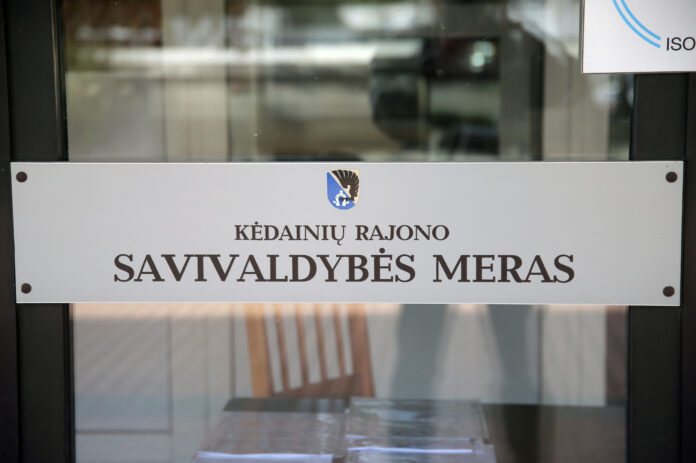 ISO
KĖDAINIŲ RAJONO
SAVIVALDYBĖS MERAS